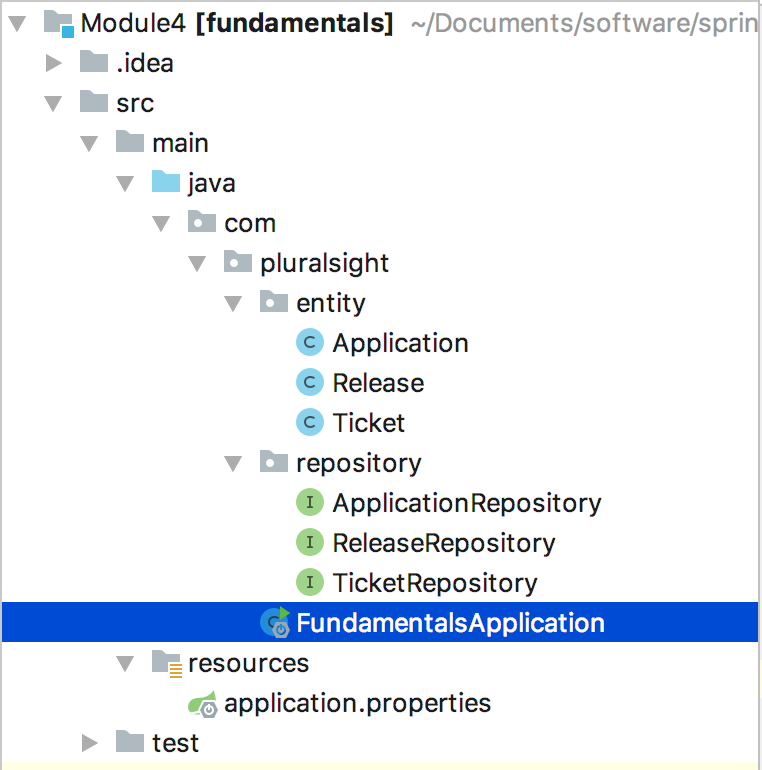 Module4 [fundamentals] ~/Documents/software/sprin
.idea
src
main
java
com
pluralsight
entity
C Application
C Release
C Ticket
repository
I ApplicationRepository
I ReleaseRepository
I TicketRepository
C FundamentalsApplication
resources
application.properties
test